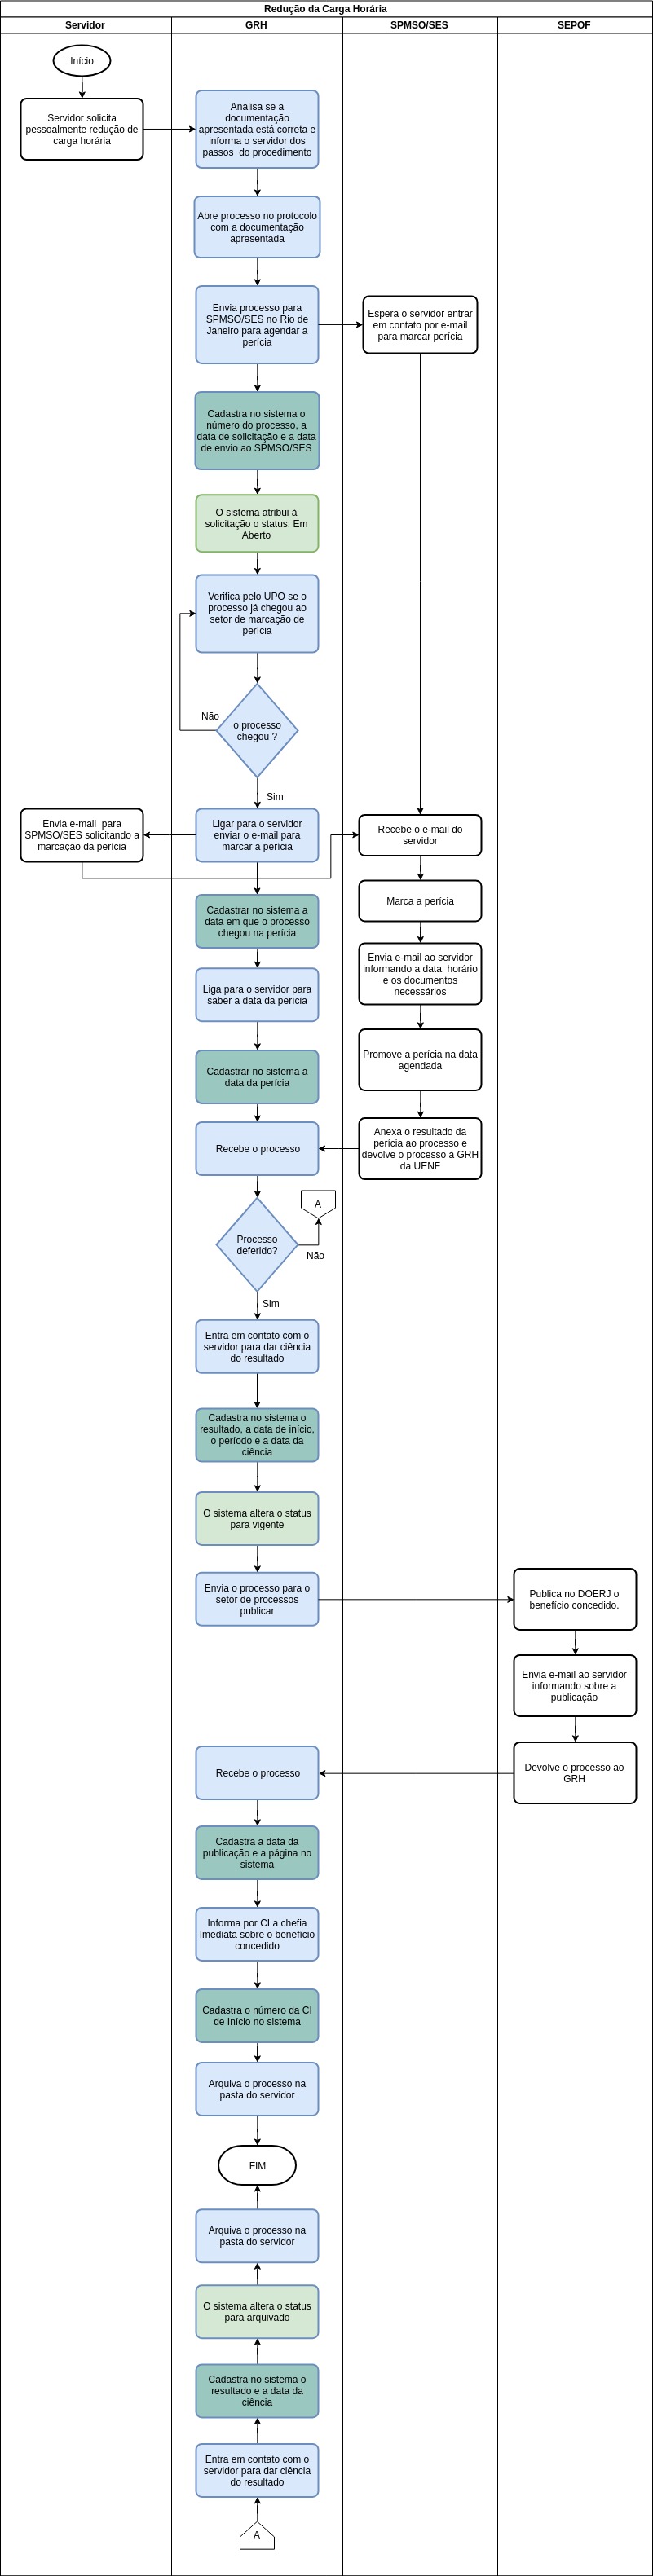 Redução da Carga Horária
Servidor
GRH
SPMSO/SES
SEPOF
Início
Servidor solicita
pessoalmente redução de
carga horária
Analisa se a
documentação
apresentada está correta e
informa o servidor dos
passos do procedimento
Abre processo no protocolo
com a documentação
apresentada
Envia processo para
SPMSO/SES no Rio de
Janeiro para agendar a
perícia
Espera o servidor entrar
em contato por e-mail
para marcar perícia
Cadastra no sistema o
número do processo, a
data de solicitação e a data
de envio ao SPMSO/SES
O sistema atribui à
solicitação o status: Em
Aberto
Verifica pelo UPO se o
processo já chegou ao
setor de marcação de
perícia
Não
o processo
chegou ?
Sim
Envia e-mail para
SPMSO/SES solicitando a
marcação da perícia
Ligar para o servidor
enviar o e-mail para
marcar a perícia
Recebe o e-mail do
servidor
Marca a perícia
Cadastrar no sistema a
data em que o processo
chegou na perícia
Envia e-mail ao servidor
informando a data, horário
e os documentos
necessários
Liga para o servidor para
saber a data da perícia
Promove a perícia na data
agendada
Cadastrar no sistema a
data da perícia
Anexa o resultado da
perícia ao processo e
devolve o processo à GRH
da UENF
Recebe o processo
A
Processo
deferido?
Não
Sim
Entra em contato com o
servidor para dar ciência
do resultado
Cadastra no sistema o
resultado, a data de início,
o período e a data da
ciência
O sistema altera o status
para vigente
Envia o processo para o
setor de processos
publicar
Publica no DOERJ o
benefício concedido.
Envia e-mail ao servidor
informando sobre a
publicação
Devolve o processo ao
GRH
Recebe o processo
Cadastra a data da
publicação e a página no
sistema
Informa por CI a chefia
Imediata sobre o benefício
concedido
Cadastra o número da CI
de Início no sistema
Arquiva o processo na
pasta do servidor
FIM
Arquiva o processo na
pasta do servidor
O sistema altera o status
para arquivado
Cadastra no sistema o
resultado e a data da
ciência
Entra em contato com o
servidor para dar ciência
do resultado
A